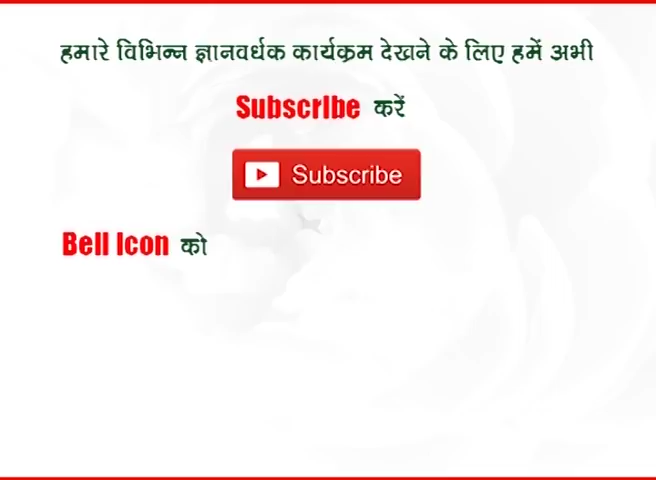 हमारे विभिन्न ज्ञानवर्धक कार्यक्रम देखने के लिए हमें अभी
Subscribe करें
Subscribe
Bell Icon को